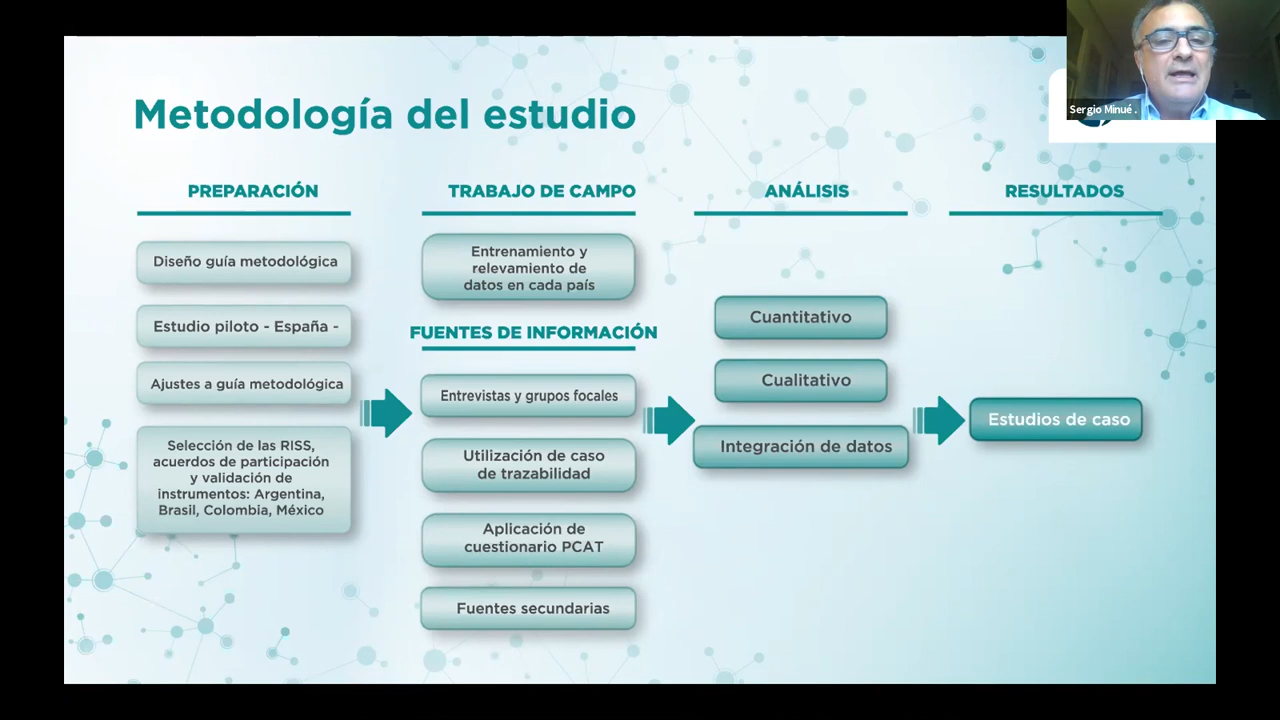 Sergio Minué .
Metodología del estudio
PREPARACIÓN
Diseño guía metodológica
Estudio piloto - España -
Ajustes a guía metodológica
Selección de las RISS,
acuerdos de participación
y validación de
instrumentos: Argentina,
Brasil, Colombia, México
TRABAJO DE CAMPO
Entrenamiento y
relevamiento de
datos en cada país
FUENTES DE INFORMACIÓN
Entrevistas y grupos focales
Utilización de caso
de trazabilidad
Aplicación de
cuestionario PCAT
Fuentes secundarias
ANÁLISIS
Cuantitativo
Cualitativo
Integración de datos
RESULTADOS
Estudios de caso